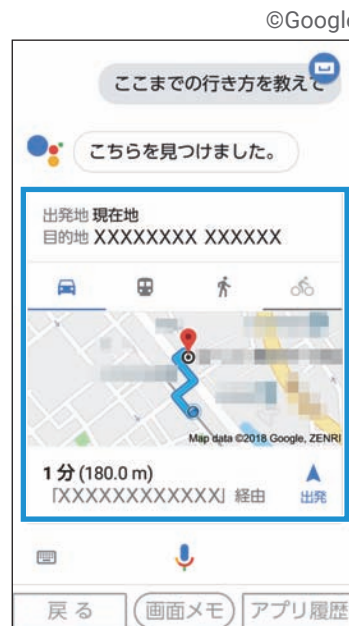 ©Google
ここまでの行き方を教えて
こちらを見つけました。
出発地 現在地
目的地 XXXXXXXX XXXXXX
Map data ©2018 Google, ZENRI
1 分 (180.0 m)
「XXXXXXXXXXXX」 経由
出発
戻る
画面メモ
アプリ履歴